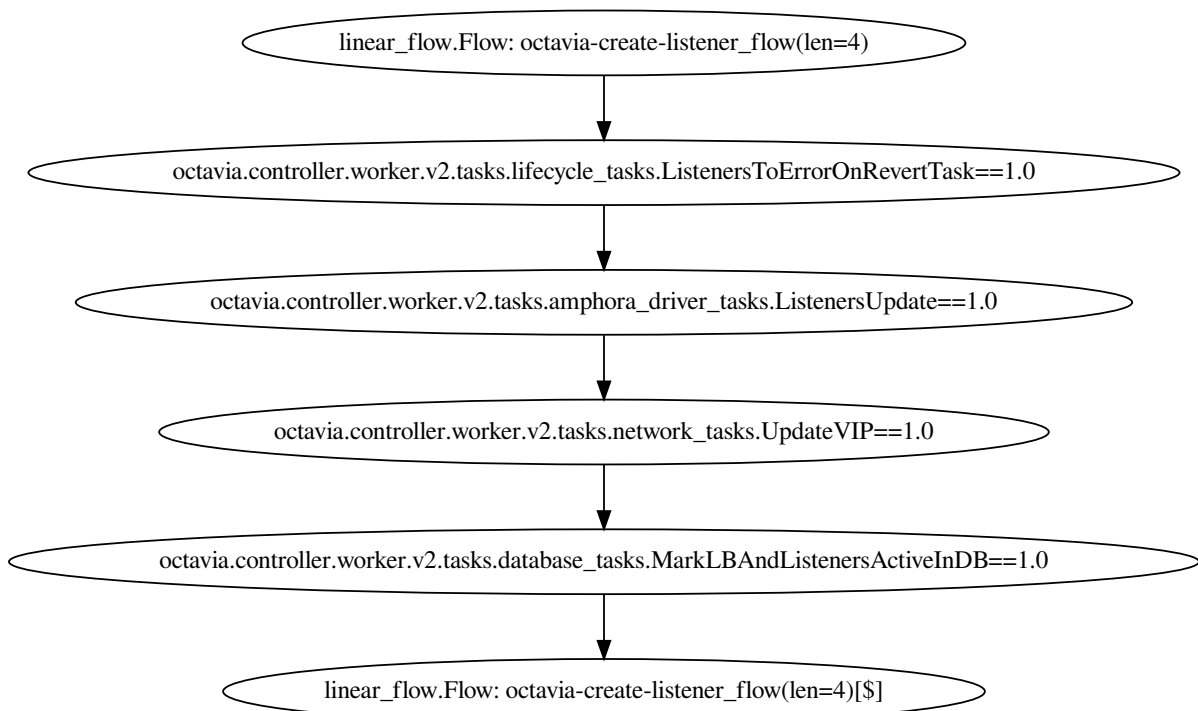 linear_flow.Flow: octavia-create-listener_flow(len=4)
octavia.controller.worker.v2.tasks.lifecycle_tasks.ListenersToErrorOnRevertTask==1.0
octavia.controller.worker.v2.tasks.amphora_driver_tasks.ListenersUpdate==1.0
octavia.controller.worker.v2.tasks.network_tasks.UpdateVIP==1.0
octavia.controller.worker.v2.tasks.database_tasks.MarkLBAndListenersActiveInDB==1.0
linear_flow.Flow: octavia-create-listener_flow(len=4)[$]